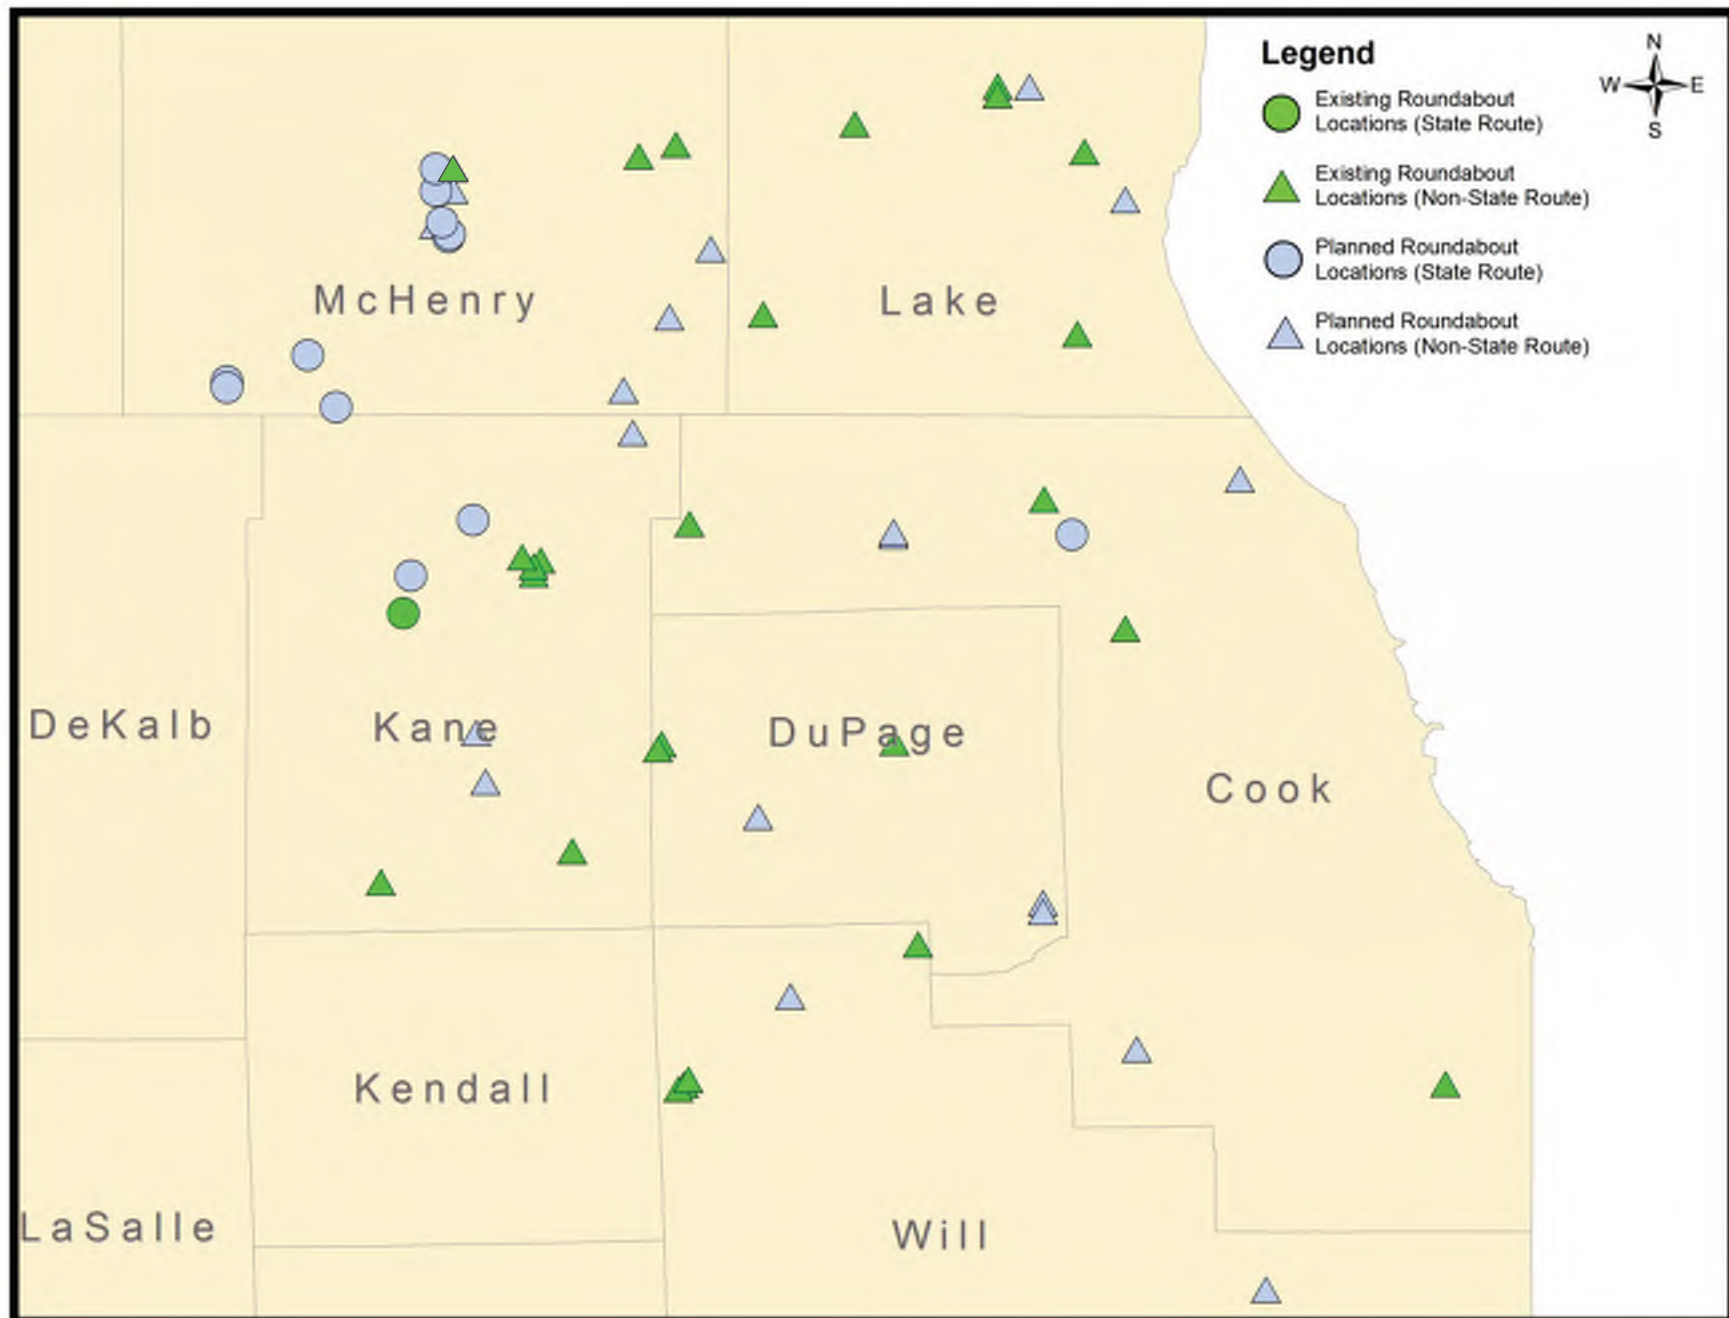 Legend
N
W E
S
Existing Roundabout
Locations (State Route)
Existing Roundabout
Locations (Non-State Route)
Planned Roundabout
Locations (State Route)
Planned Roundabout
Locations (Non-State Route)
McHenry
Lake
DeKalb
Kane
DuPage
Cook
Kendall
LaSalle
Will